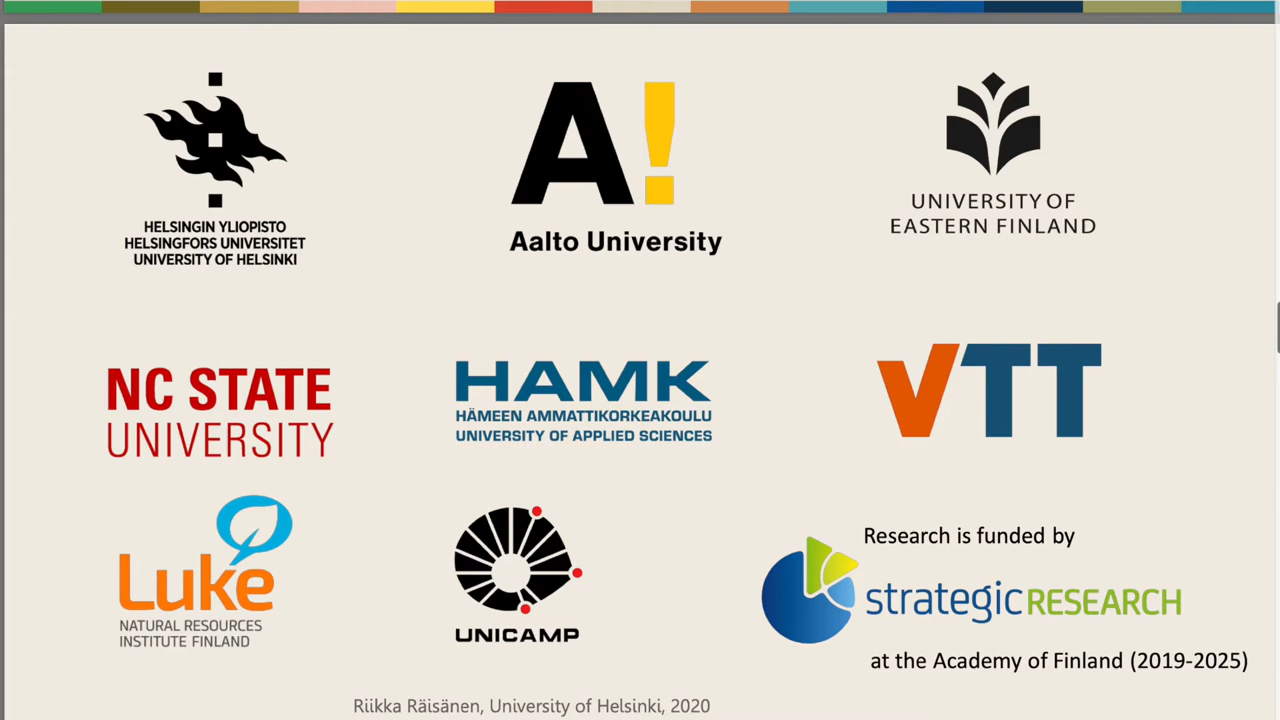 HELSINGIN YLIOPISTO
HELSINGFORS UNIVERSITET
UNIVERSITY OF HELSINKI
A!
Aalto University
UNIVERSITY OF
EASTERN FINLAND
NC STATE
UNIVERSITY
HAMK
HÄMEEN AMMATTIKORKEAKOULU
UNIVERSITY OF APPLIED SCIENCES
VTT
Luke
NATURAL RESOURCES
INSTITUTE FINLAND
UNICAMP
Research is funded by
strategic RESEARCH
at the Academy of Finland (2019-2025)
Riikka Räisänen, University of Helsinki, 2020